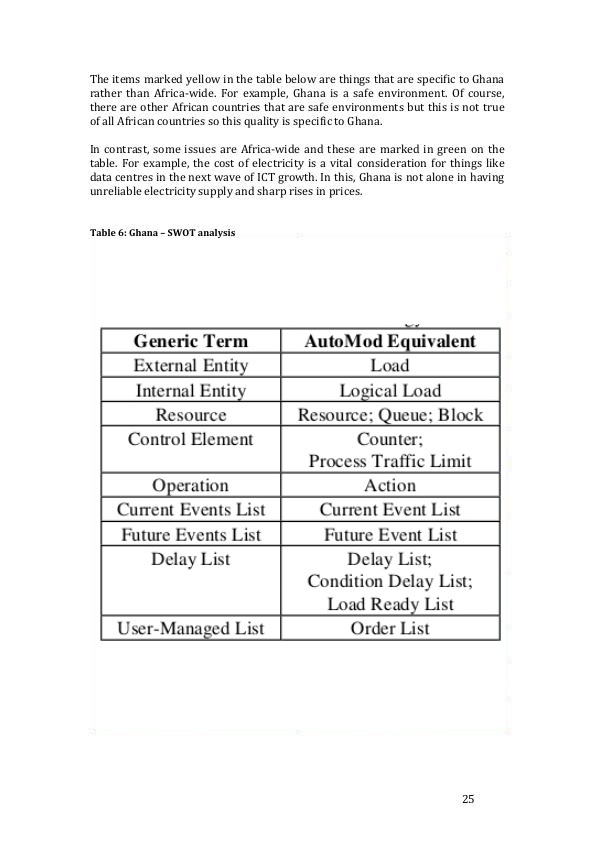 The items marked yellow in the table below are things that are specific to Ghana
rather than Africa-wide. For example, Ghana is a safe environment. Of course,
there are other African countries that are safe environments but this is not true
of all African countries so this quality is specific to Ghana.
In contrast, some issues are Africa-wide and these are marked in green on the
table. For example, the cost of electricity is a vital consideration for things like
data centres in the next wave of ICT growth. In this, Ghana is not alone in having
unreliable electricity supply and sharp rises in prices.
Table 6: Ghana – SWOT analysis
Generic Term AutoMod Equivalent
External Entity Load
Internal Entity Logical Load
Resource Resource; Queue; Block
Control Element Counter;
Process Traffic Limit
Operation Action
Current Events List Current Event List
Future Events List Future Event List
Delay List Delay List;
Condition Delay List;
Load Ready List
User-Managed List Order List
25